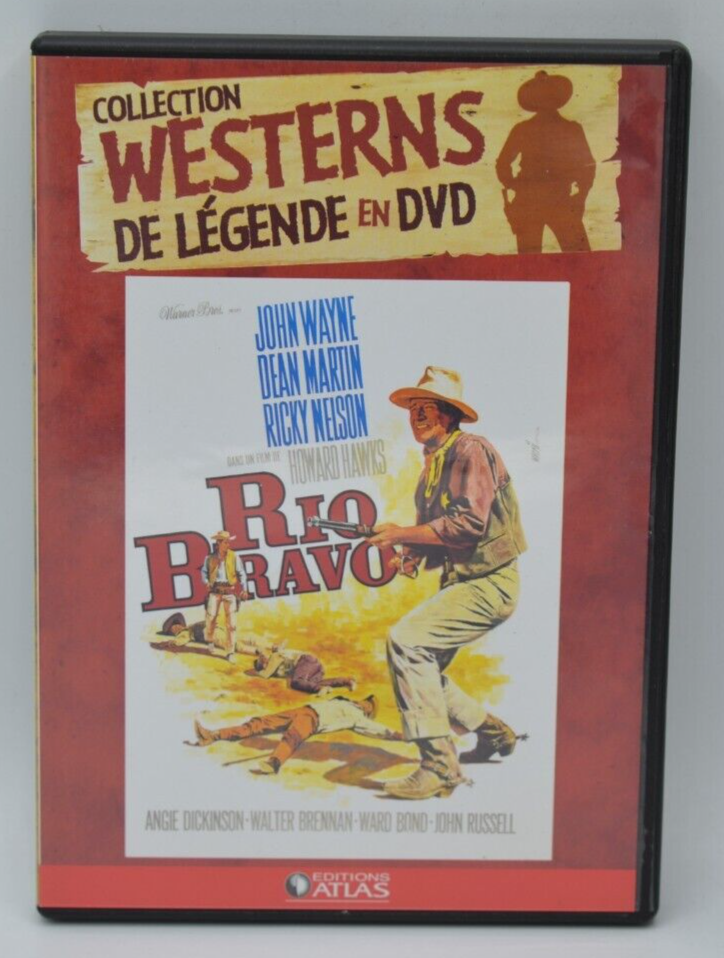 COLLECTION
WESTERNS
DE LÉGENDE EN DVD
Warner Bros.
JOHN WAYNE
DEAN MARTIN
RICKY NELSON
DANS UN FILM DE HOWARD HAWKS
RIO
BRAVO
ANGIE DICKINSON-WALTER BRENNAN-WARD BOND-JOHN RUSSELL
EDITIONS
ATLAS